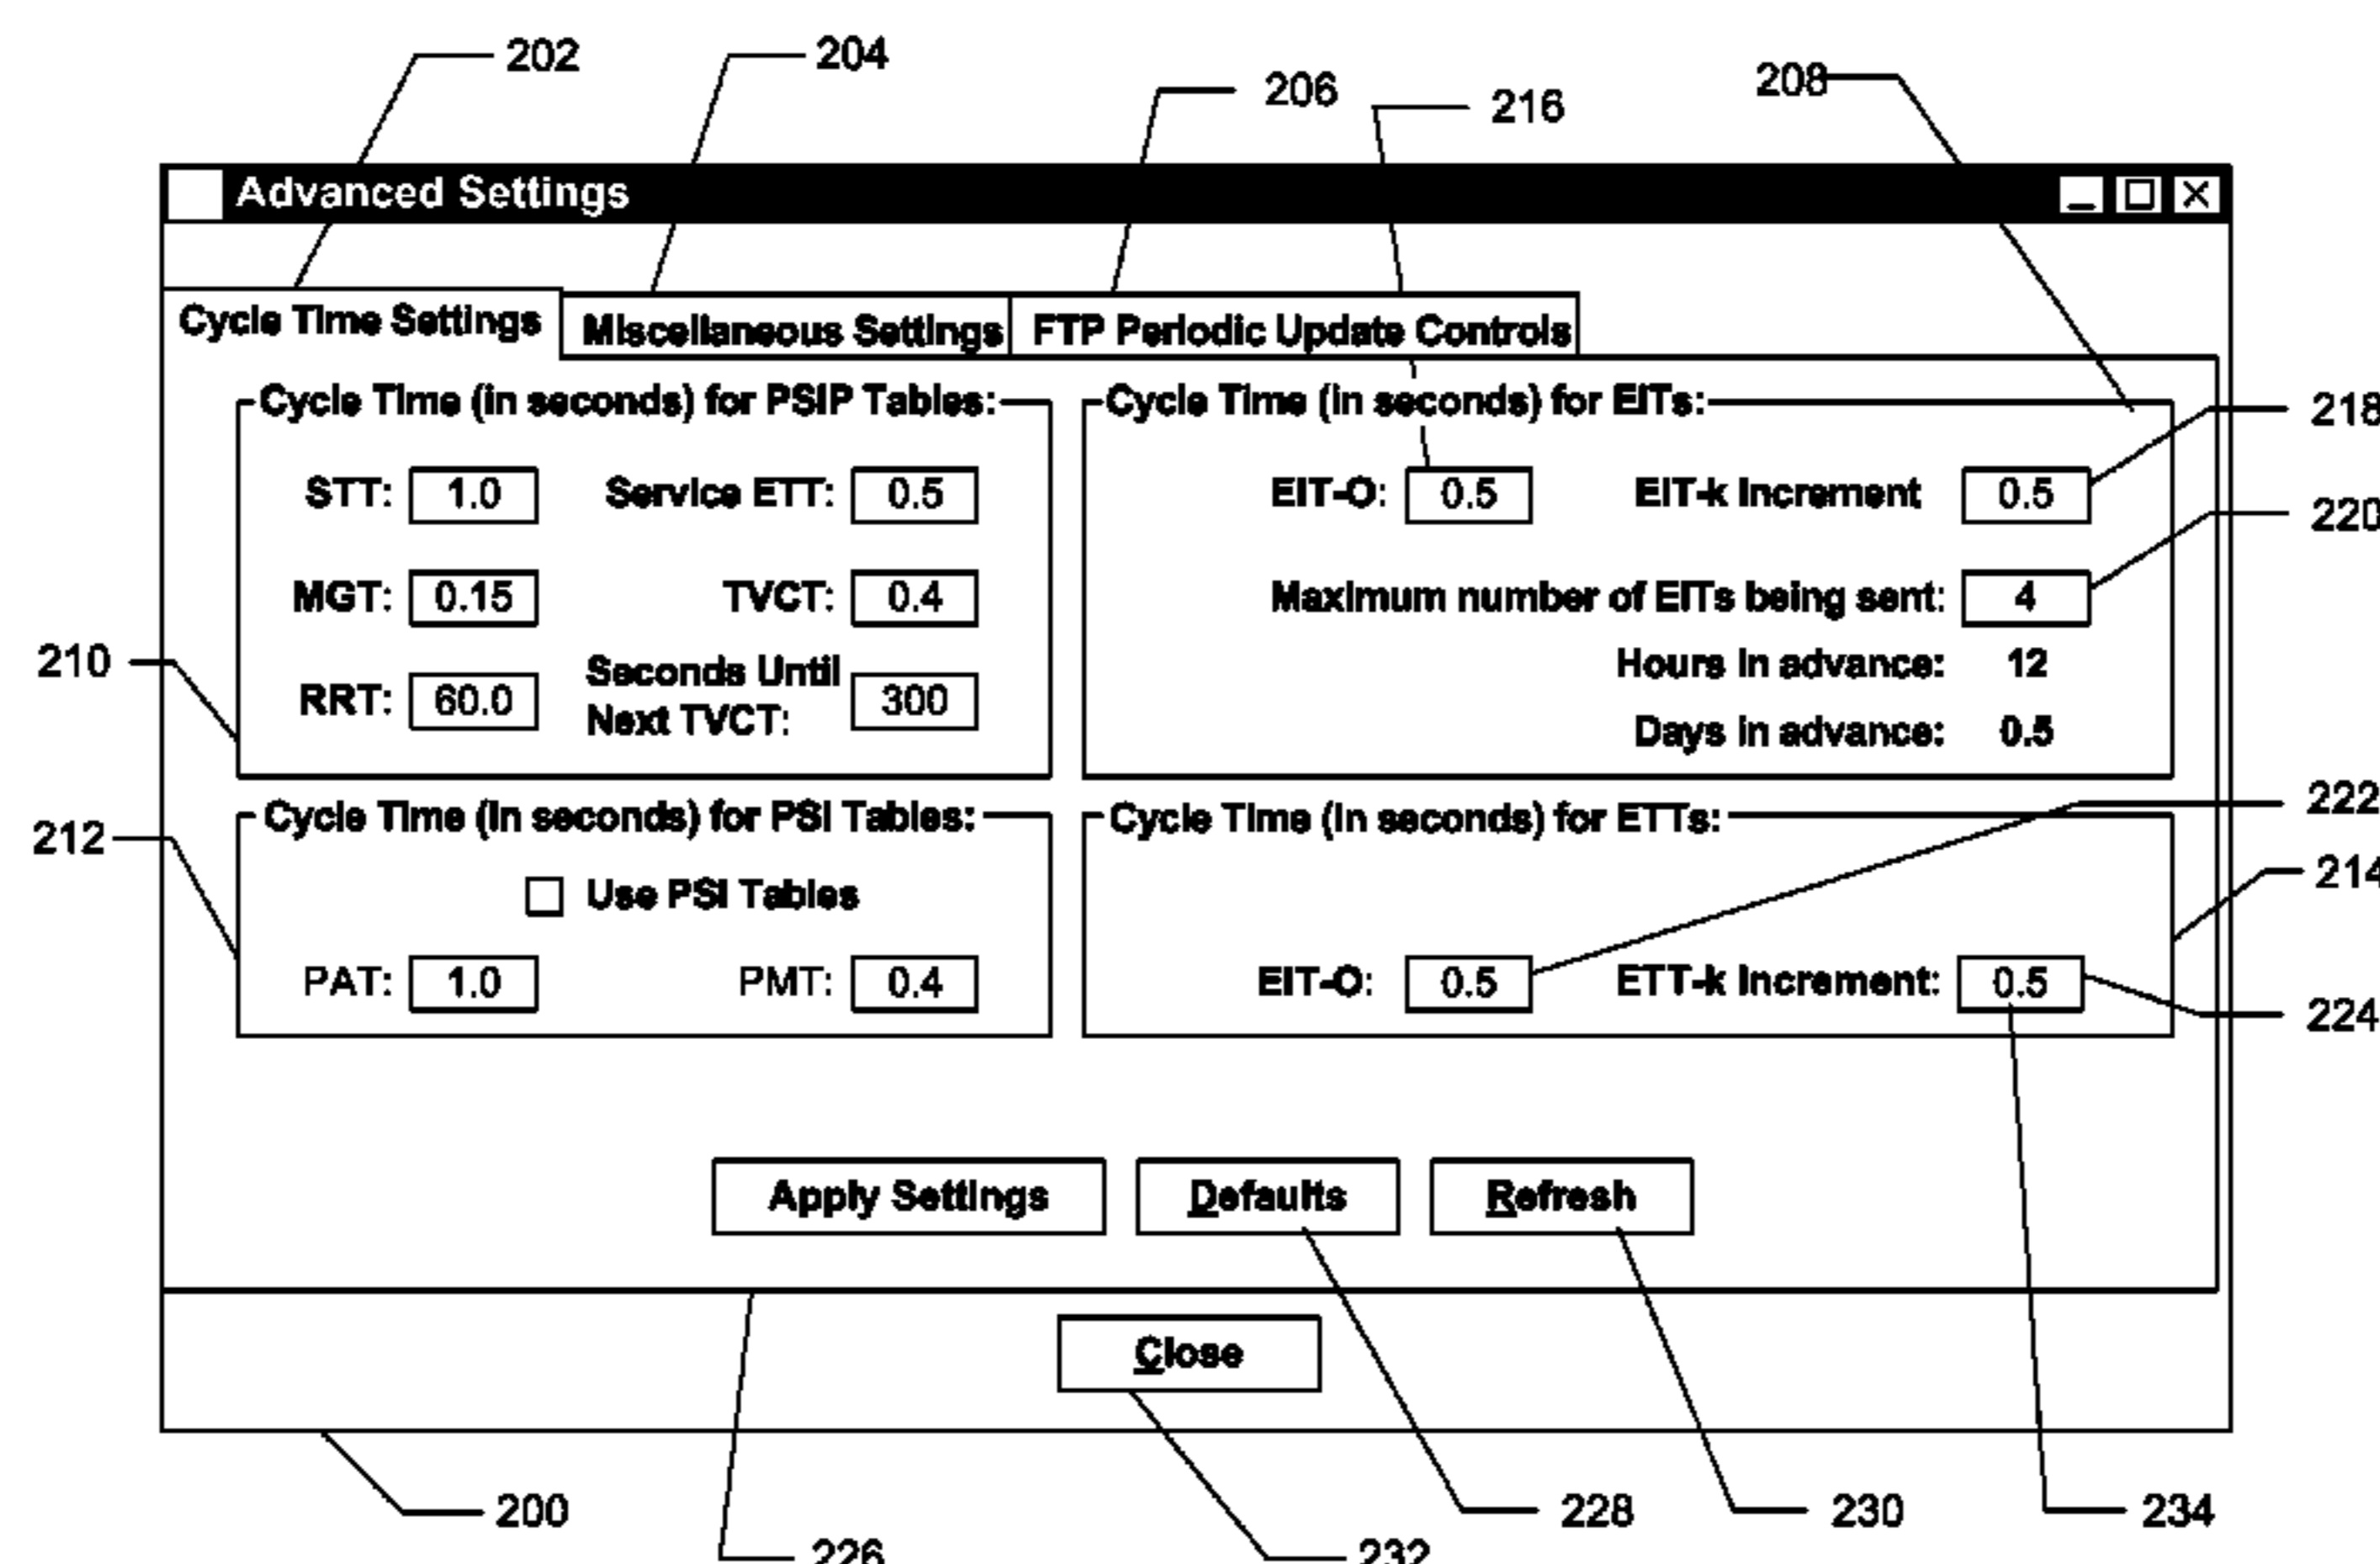 202
204
206
216
208
Advanced Settings
Cycle Time Settings
Miscellaneous Settings
FTP Periodic Update Controls
Cycle Time (in seconds) for PSIP Tables:
STT: 1.0
Service ETT: 0.5
MGT: 0.15
TVCT: 0.4
RRT: 60.0
Seconds Until
Next TVCT: 300
Cycle Time (in seconds) for EITs:
EIT-O: 0.5
EIT-k Increment 0.5
Maximum number of EITs being sent: 4
Hours in advance: 12
Days in advance: 0.5
218
220
210
Cycle Time (in seconds) for PSI Tables:
Use PSI Tables
PAT: 1.0
PMT: 0.4
212
Cycle Time (in seconds) for ETTs:
EIT-O: 0.5
ETT-k Increment: 0.5
222
214
224
Apply Settings
Defaults
Refresh
Close
200
226
232
228
230
234